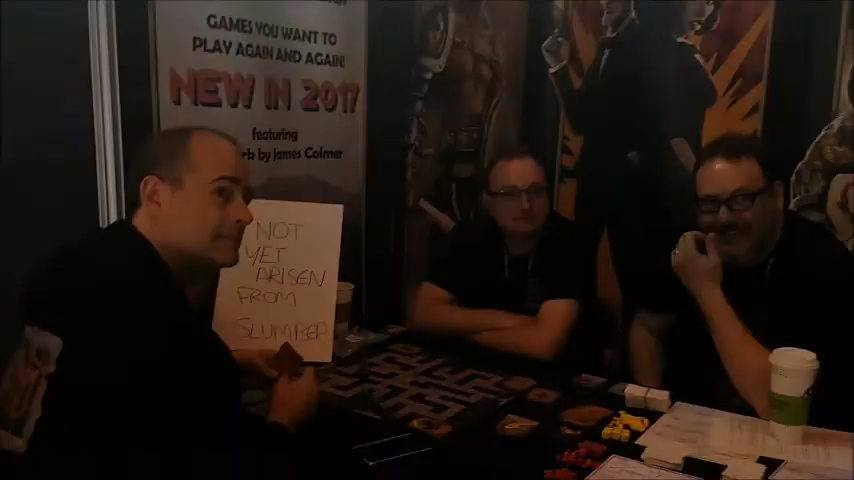 GAMES YOU WANT TO
PLAY AGAIN AND AGAIN!
NEW IN 2017
featuring
by James Colmer
NOT
YET
ARISEN
FROM
SLUMBER